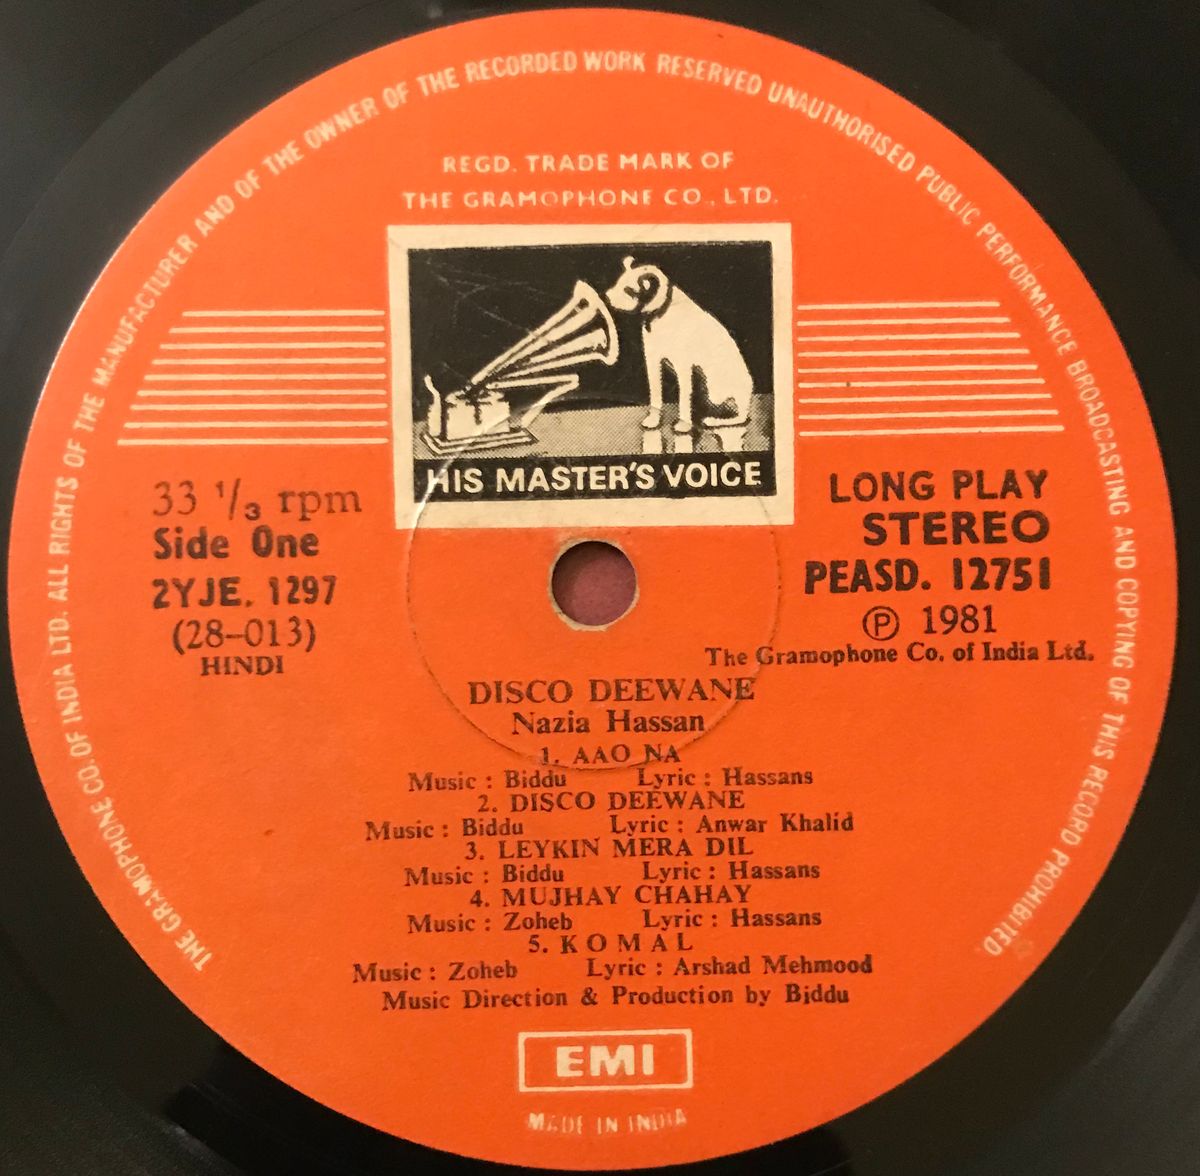 THE GRAMOPHONE CO. OF INDIA LTD. ALL RIGHTS OF THE MANUFACTURER AND OF THE OWNER OF THE RECORDED WORK RESERVED UNAUTHORISED PUBLIC PERFORMANCE BROADCASTING AND COPYING OF THIS RECORD PROHIBITED.
REGD. TRADE MARK OF
THE GRAMOPHONE CO., LTD.
HIS MASTER'S VOICE
33 1/3 rpm
Side One
2YJE. 1297
(28–013)
HINDI
LONG PLAY
STEREO
PEASD. 12751
℗ 1981
The Gramophone Co. of India Ltd.
DISCO DEEWANE
Nazia Hassan
1. AAO NA
Music : Biddu Lyric : Hassans
2. DISCO DEEWANE
Music : Biddu Lyric : Anwar Khalid
3. LEYKIN MERA DIL
Music : Biddu Lyric : Hassans
4. MUJHAY CHAHAY
Music : Zoheb Lyric : Hassans
5. KOMAL
Music : Zoheb Lyric : Arshad Mehmood
Music Direction & Production by Biddu
EMI
MADE IN INDIA